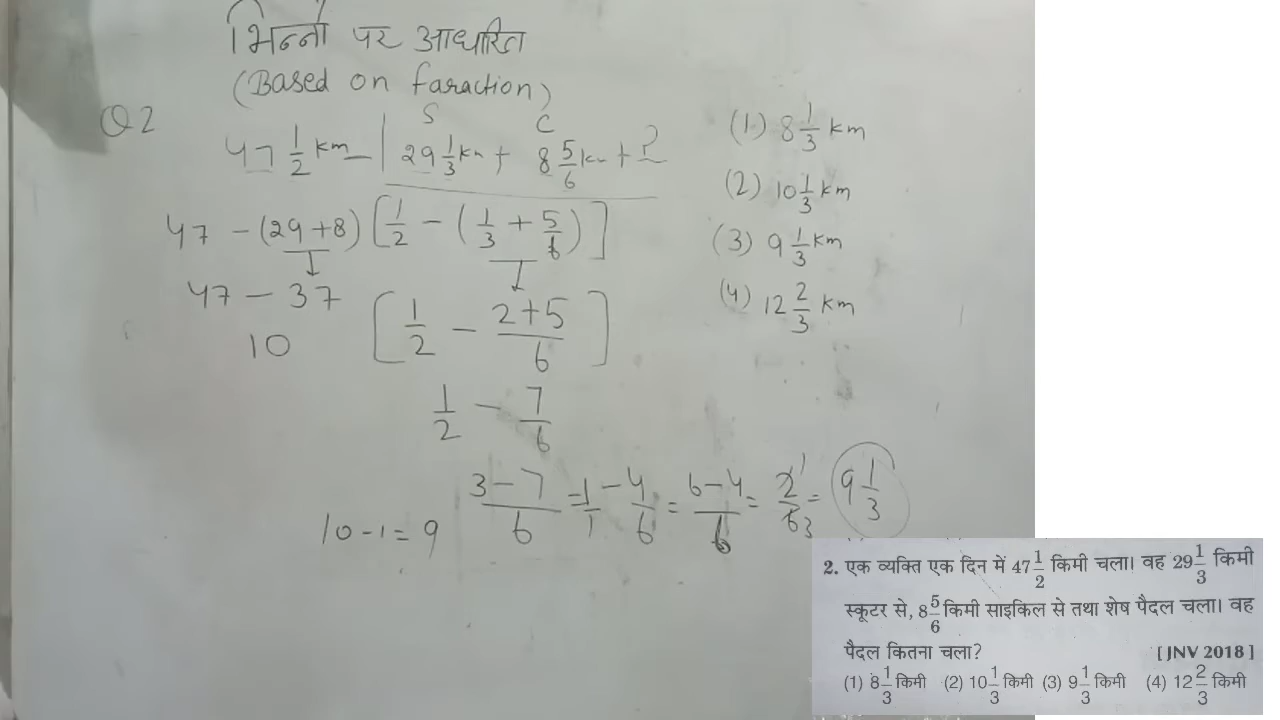 भिन्नो पर आधारित
(Based on faraction)
Q2
S C
47 1/2 km - 29 1/3 km + 8 5/6 km + ?
47 - (29+8) [1/2 - (1/3 + 5/6)]
47 - 37 [1/2 - 2+5/6]
10
1/2 - 7/6
10-1=9 3-7/6 = 1/1 - 4/6 = 6-4/6 = 2/6 1/3 = 9 1/3
(1) 8 1/3 km
(2) 10 1/3 km
(3) 9 1/3 km
(4) 12 2/3 km
2. एक व्यक्ति एक दिन में 47 1/2 किमी चला। वह 29 1/3 किमी
स्कूटर से, 8 5/6 किमी साइकिल से तथा शेष पैदल चला। वह
पैदल कितना चला? [JNV 2018]
(1) 8 1/3 किमी (2) 10 1/3 किमी (3) 9 1/3 किमी (4) 12 2/3 किमी